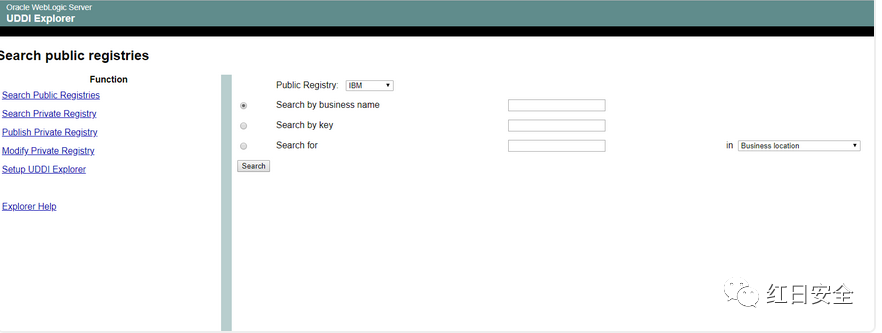 Oracle WebLogic Server
UDDI Explorer
Search public registries
Function
Search Public Registries
Search Private Registry
Publish Private Registry
Modify Private Registry
Setup UDDI Explorer
Explorer Help
Public Registry: IBM
Search by business name
Search by key
Search for in Business location
Search
红日安全